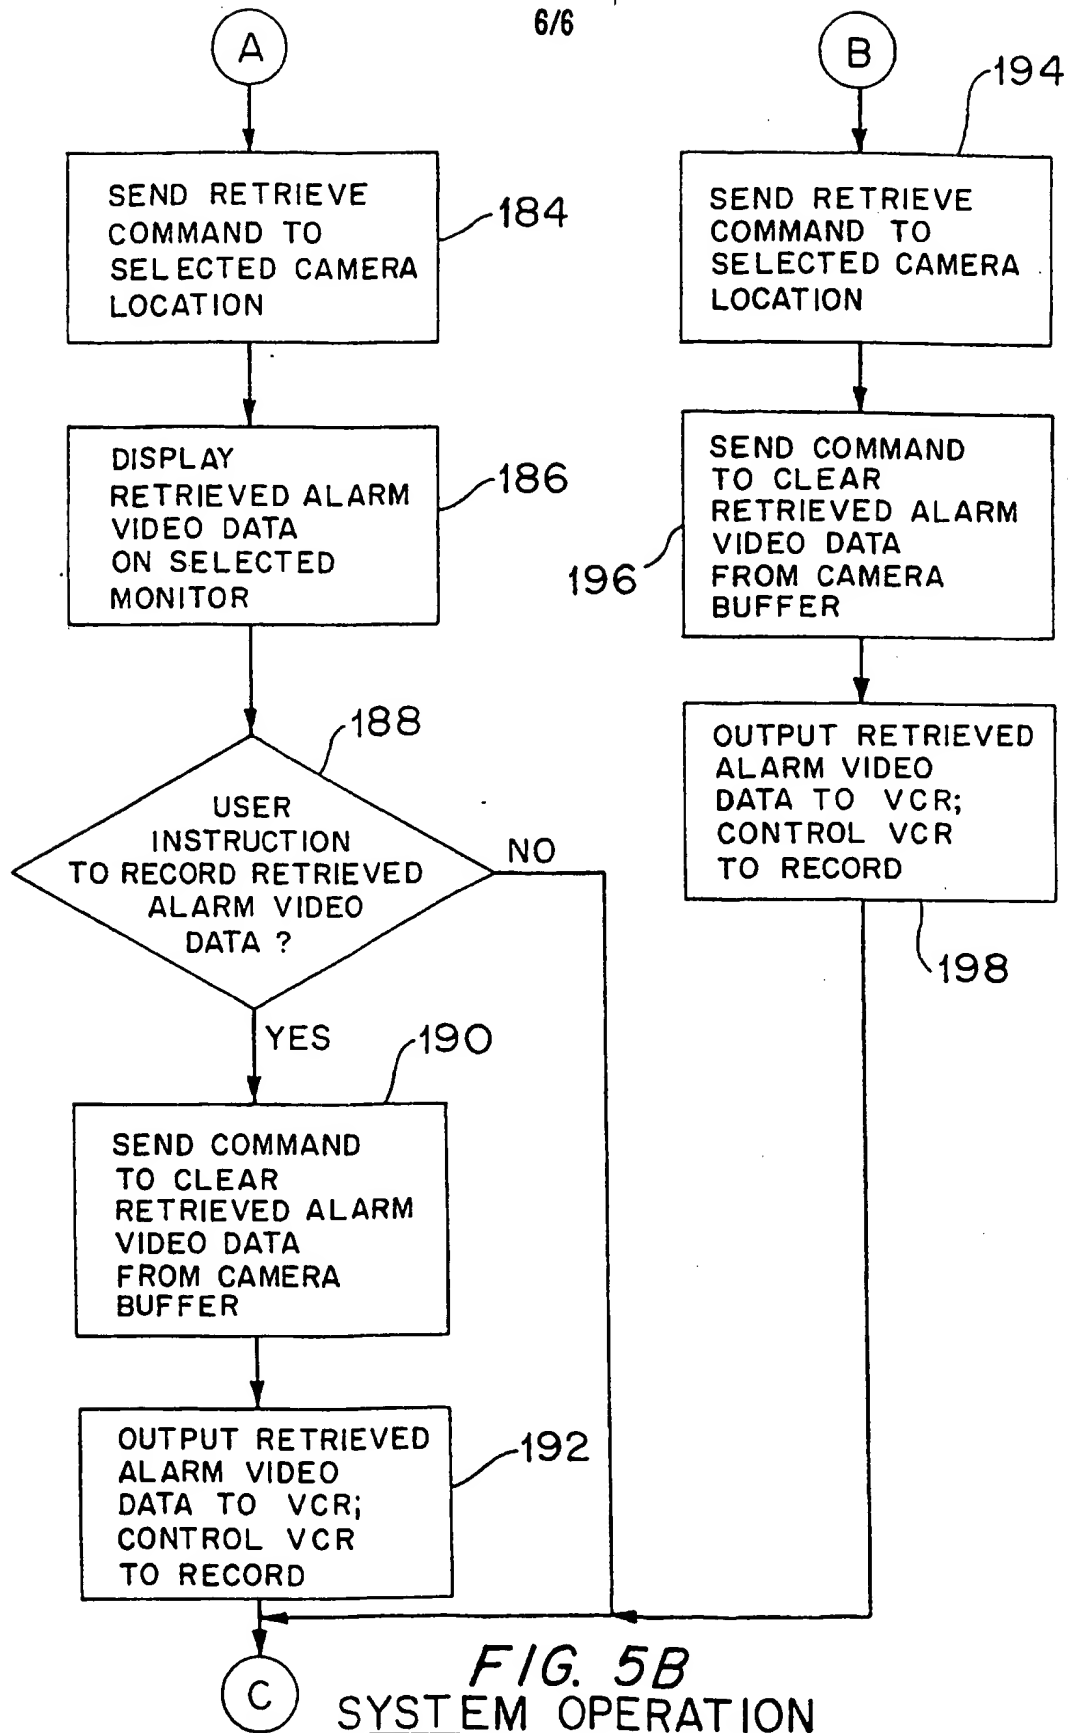 6/6
A
SEND RETRIEVE
COMMAND TO
SELECTED CAMERA
LOCATION
184
DISPLAY
RETRIEVED ALARM
VIDEO DATA
ON SELECTED
MONITOR
186
188
USER
INSTRUCTION
TO RECORD RETRIEVED
ALARM VIDEO
DATA ?
NO
YES
190
SEND COMMAND
TO CLEAR
RETRIEVED ALARM
VIDEO DATA
FROM CAMERA
BUFFER
OUTPUT RETRIEVED
ALARM VIDEO
DATA TO VCR;
CONTROL VCR
TO RECORD
192
C
B
194
SEND RETRIEVE
COMMAND TO
SELECTED CAMERA
LOCATION
SEND COMMAND
TO CLEAR
RETRIEVED ALARM
VIDEO DATA
FROM CAMERA
BUFFER
196
OUTPUT RETRIEVED
ALARM VIDEO
DATA TO VCR;
CONTROL VCR
TO RECORD
198
FIG. 5B
SYSTEM OPERATION